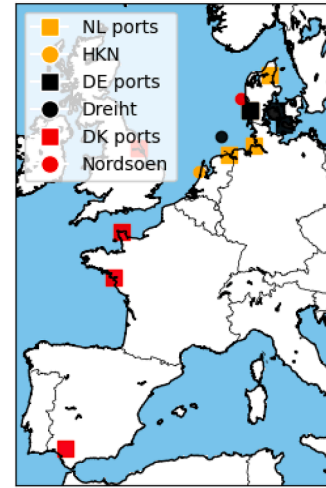 NL ports
HKN
DE ports
Dreiht
DK ports
Nordsoen